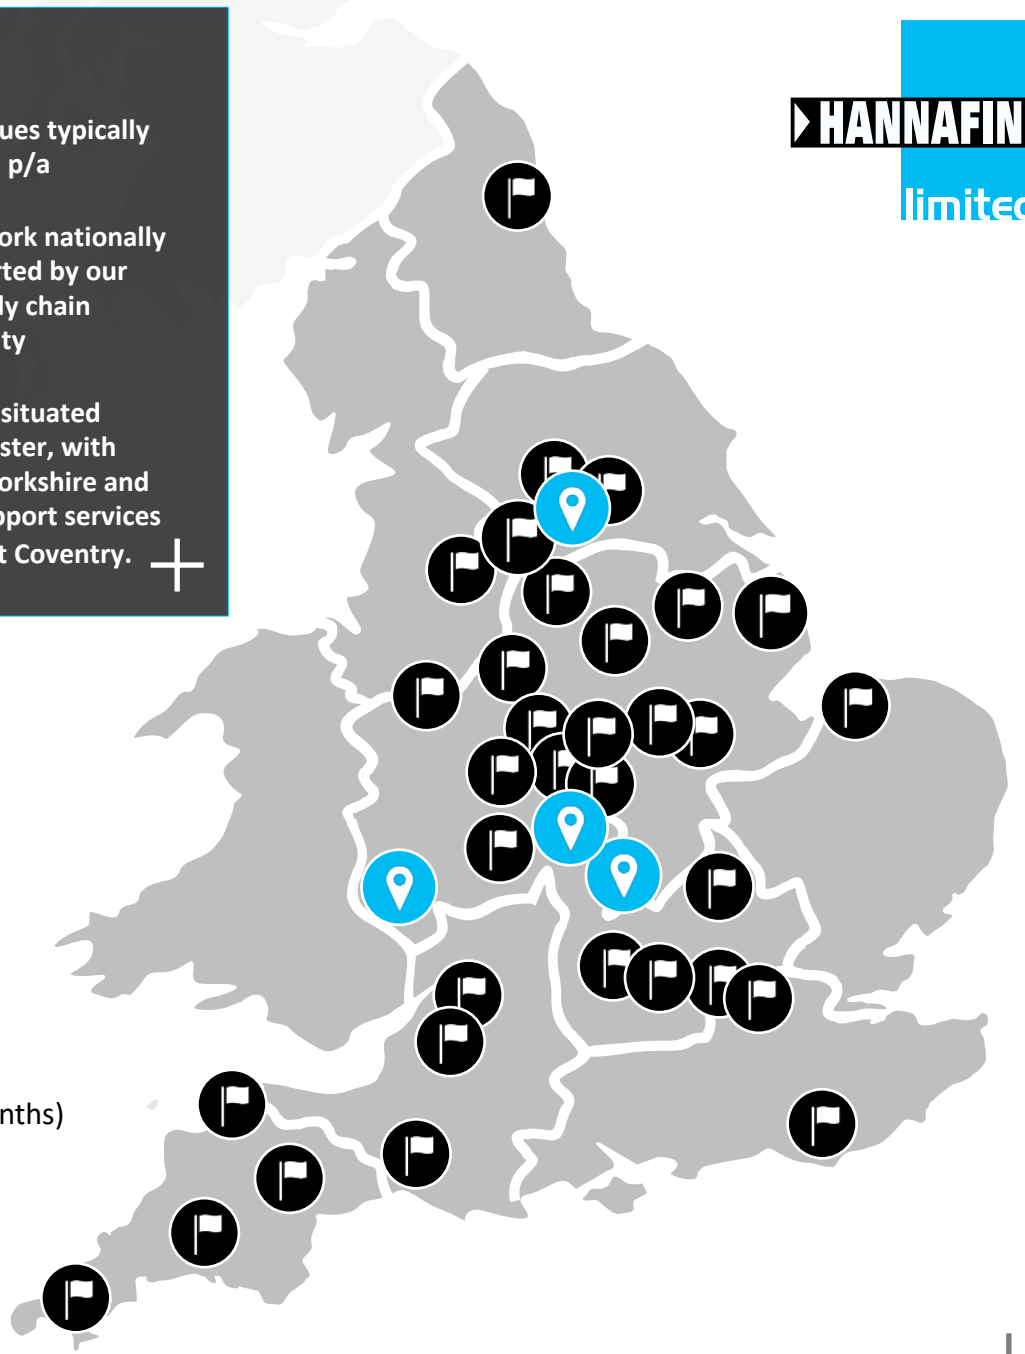 ues typically
p/a
ork nationally
rted by our
ly chain
ty
situated
ster, with
orkshire and
pport services
t Coventry.
HANNAFIN
limited
nths)